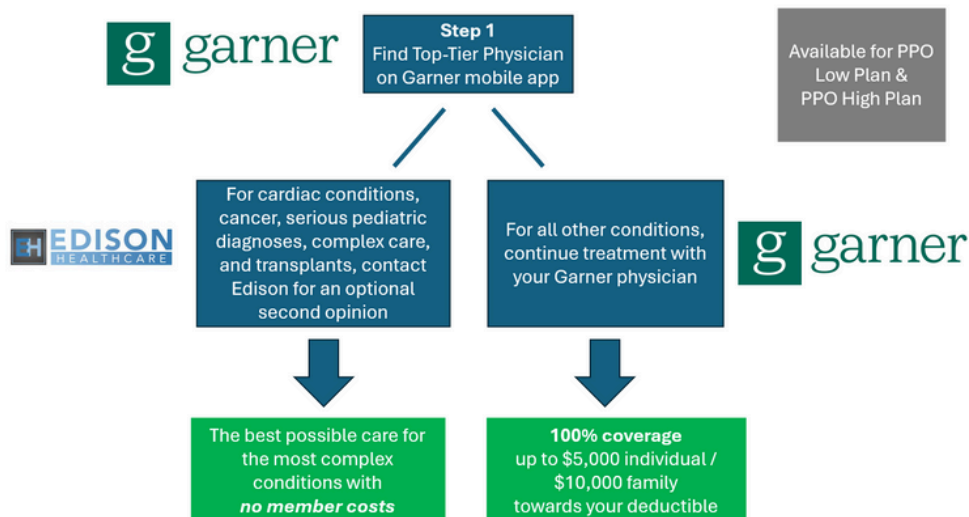 g garner
Step 1
Find Top-Tier Physician
on Garner mobile app
Available for PPO
Low Plan &
PPO High Plan
EH EDISON
HEALTHCARE
For cardiac conditions,
cancer, serious pediatric
diagnoses, complex care,
and transplants, contact
Edison for an optional
second opinion
For all other conditions,
continue treatment with
your Garner physician
g garner
The best possible care for
the most complex
conditions with
no member costs
100% coverage
up to $5,000 individual /
$10,000 family
towards your deductible